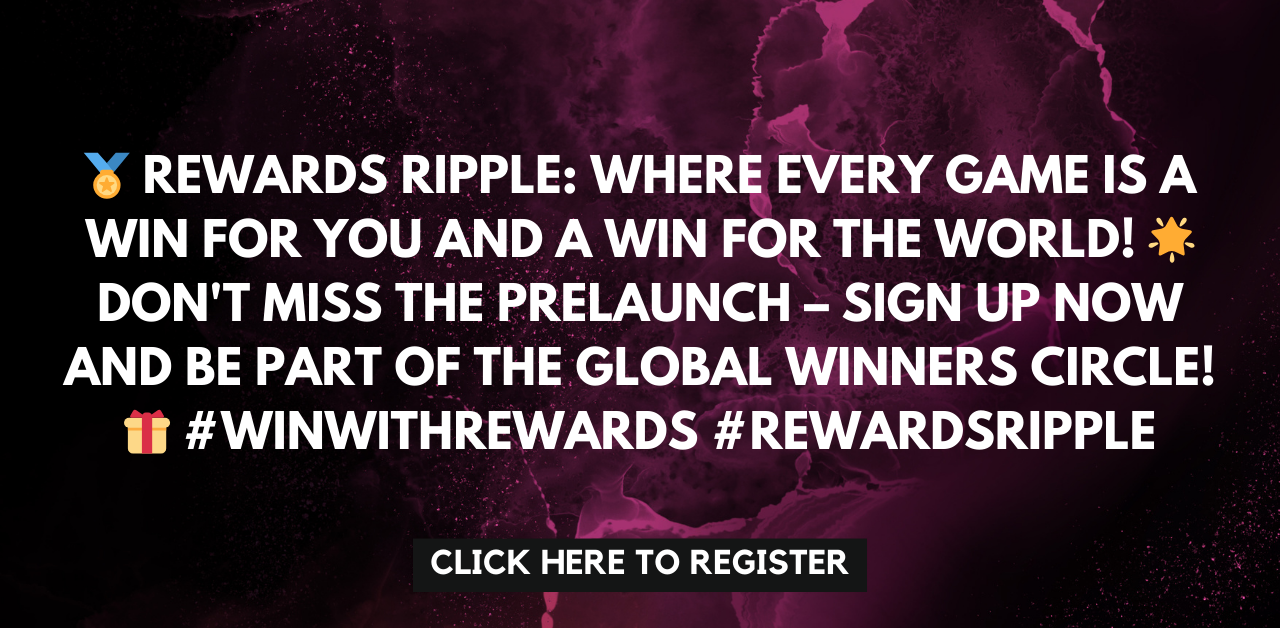 🏅 REWARDS RIPPLE: WHERE EVERY GAME IS A
WIN FOR YOU AND A WIN FOR THE WORLD! 🌟
DON'T MISS THE PRELAUNCH – SIGN UP NOW
AND BE PART OF THE GLOBAL WINNERS CIRCLE!
🎁 #WINWITHREWARDS #REWARDSRIPPLE
CLICK HERE TO REGISTER